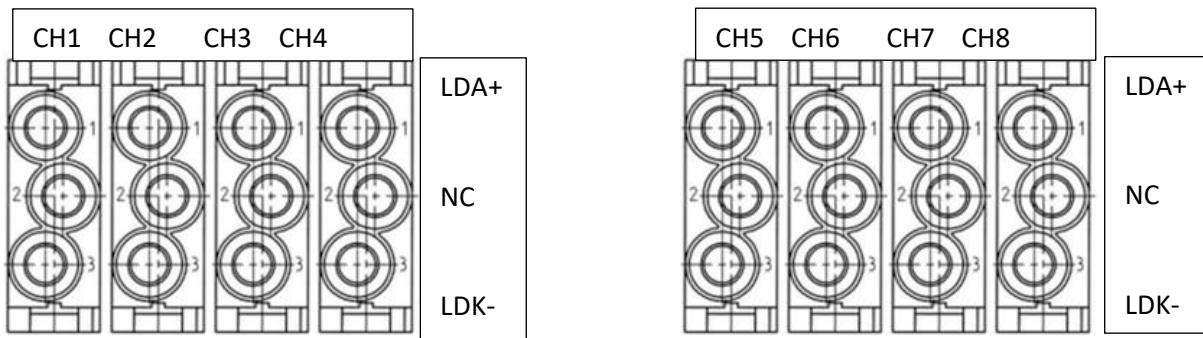 CH1 CH2 CH3 CH4
CH5 CH6 CH7 CH8
LDA+
LDA+
1 1 1 1
1 1 1 1
2 2 2 2
NC
2 2 2 2
NC
3 3 3 3
3 3 3 3
LDK-
LDK-